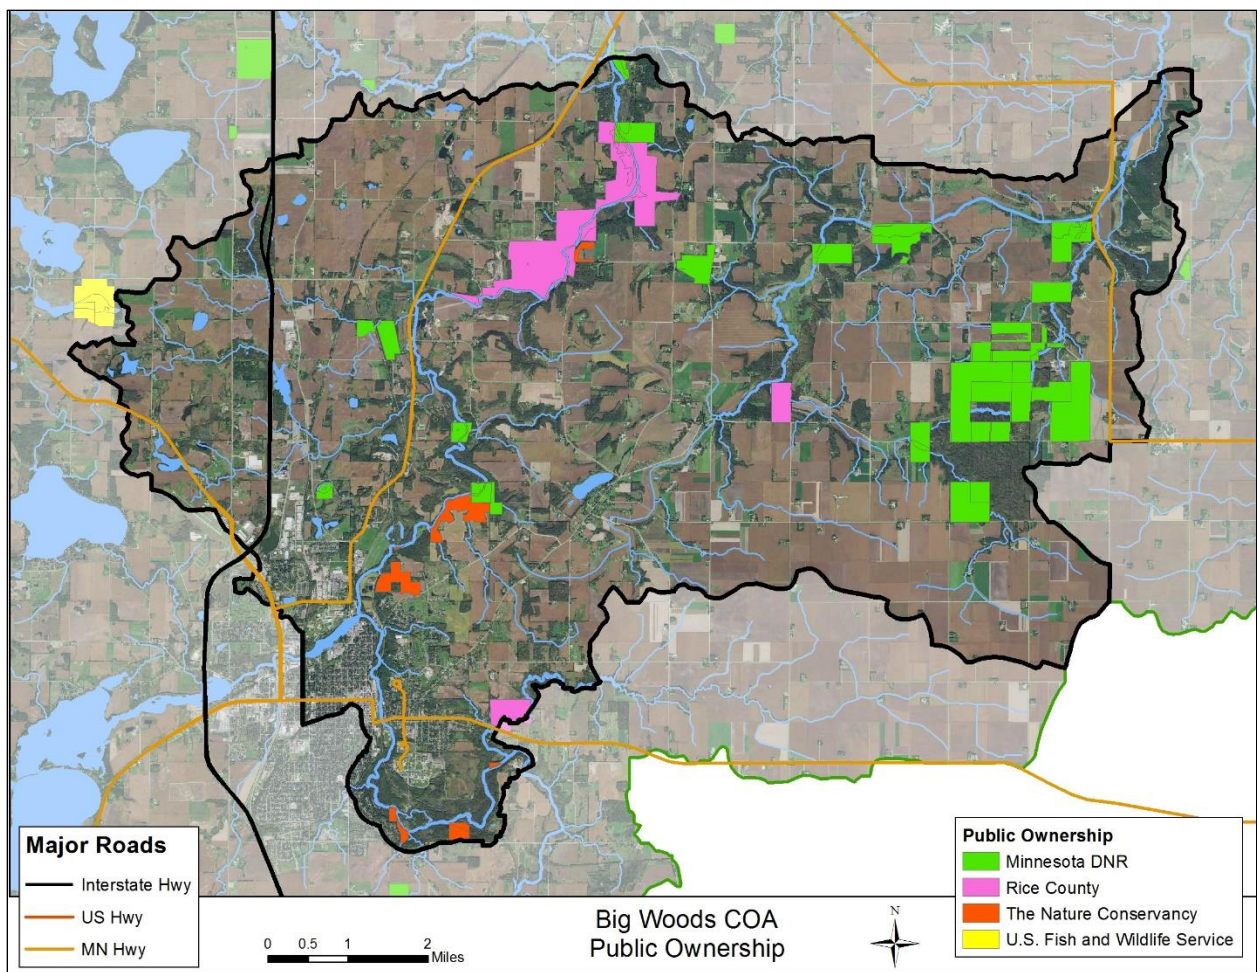 Major Roads
Interstate Hwy
US Hwy
MN Hwy
0 0.5 1 2
Miles
Big Woods COA
Public Ownership
N
Public Ownership
Minnesota DNR
Rice County
The Nature Conservancy
U.S. Fish and Wildlife Service